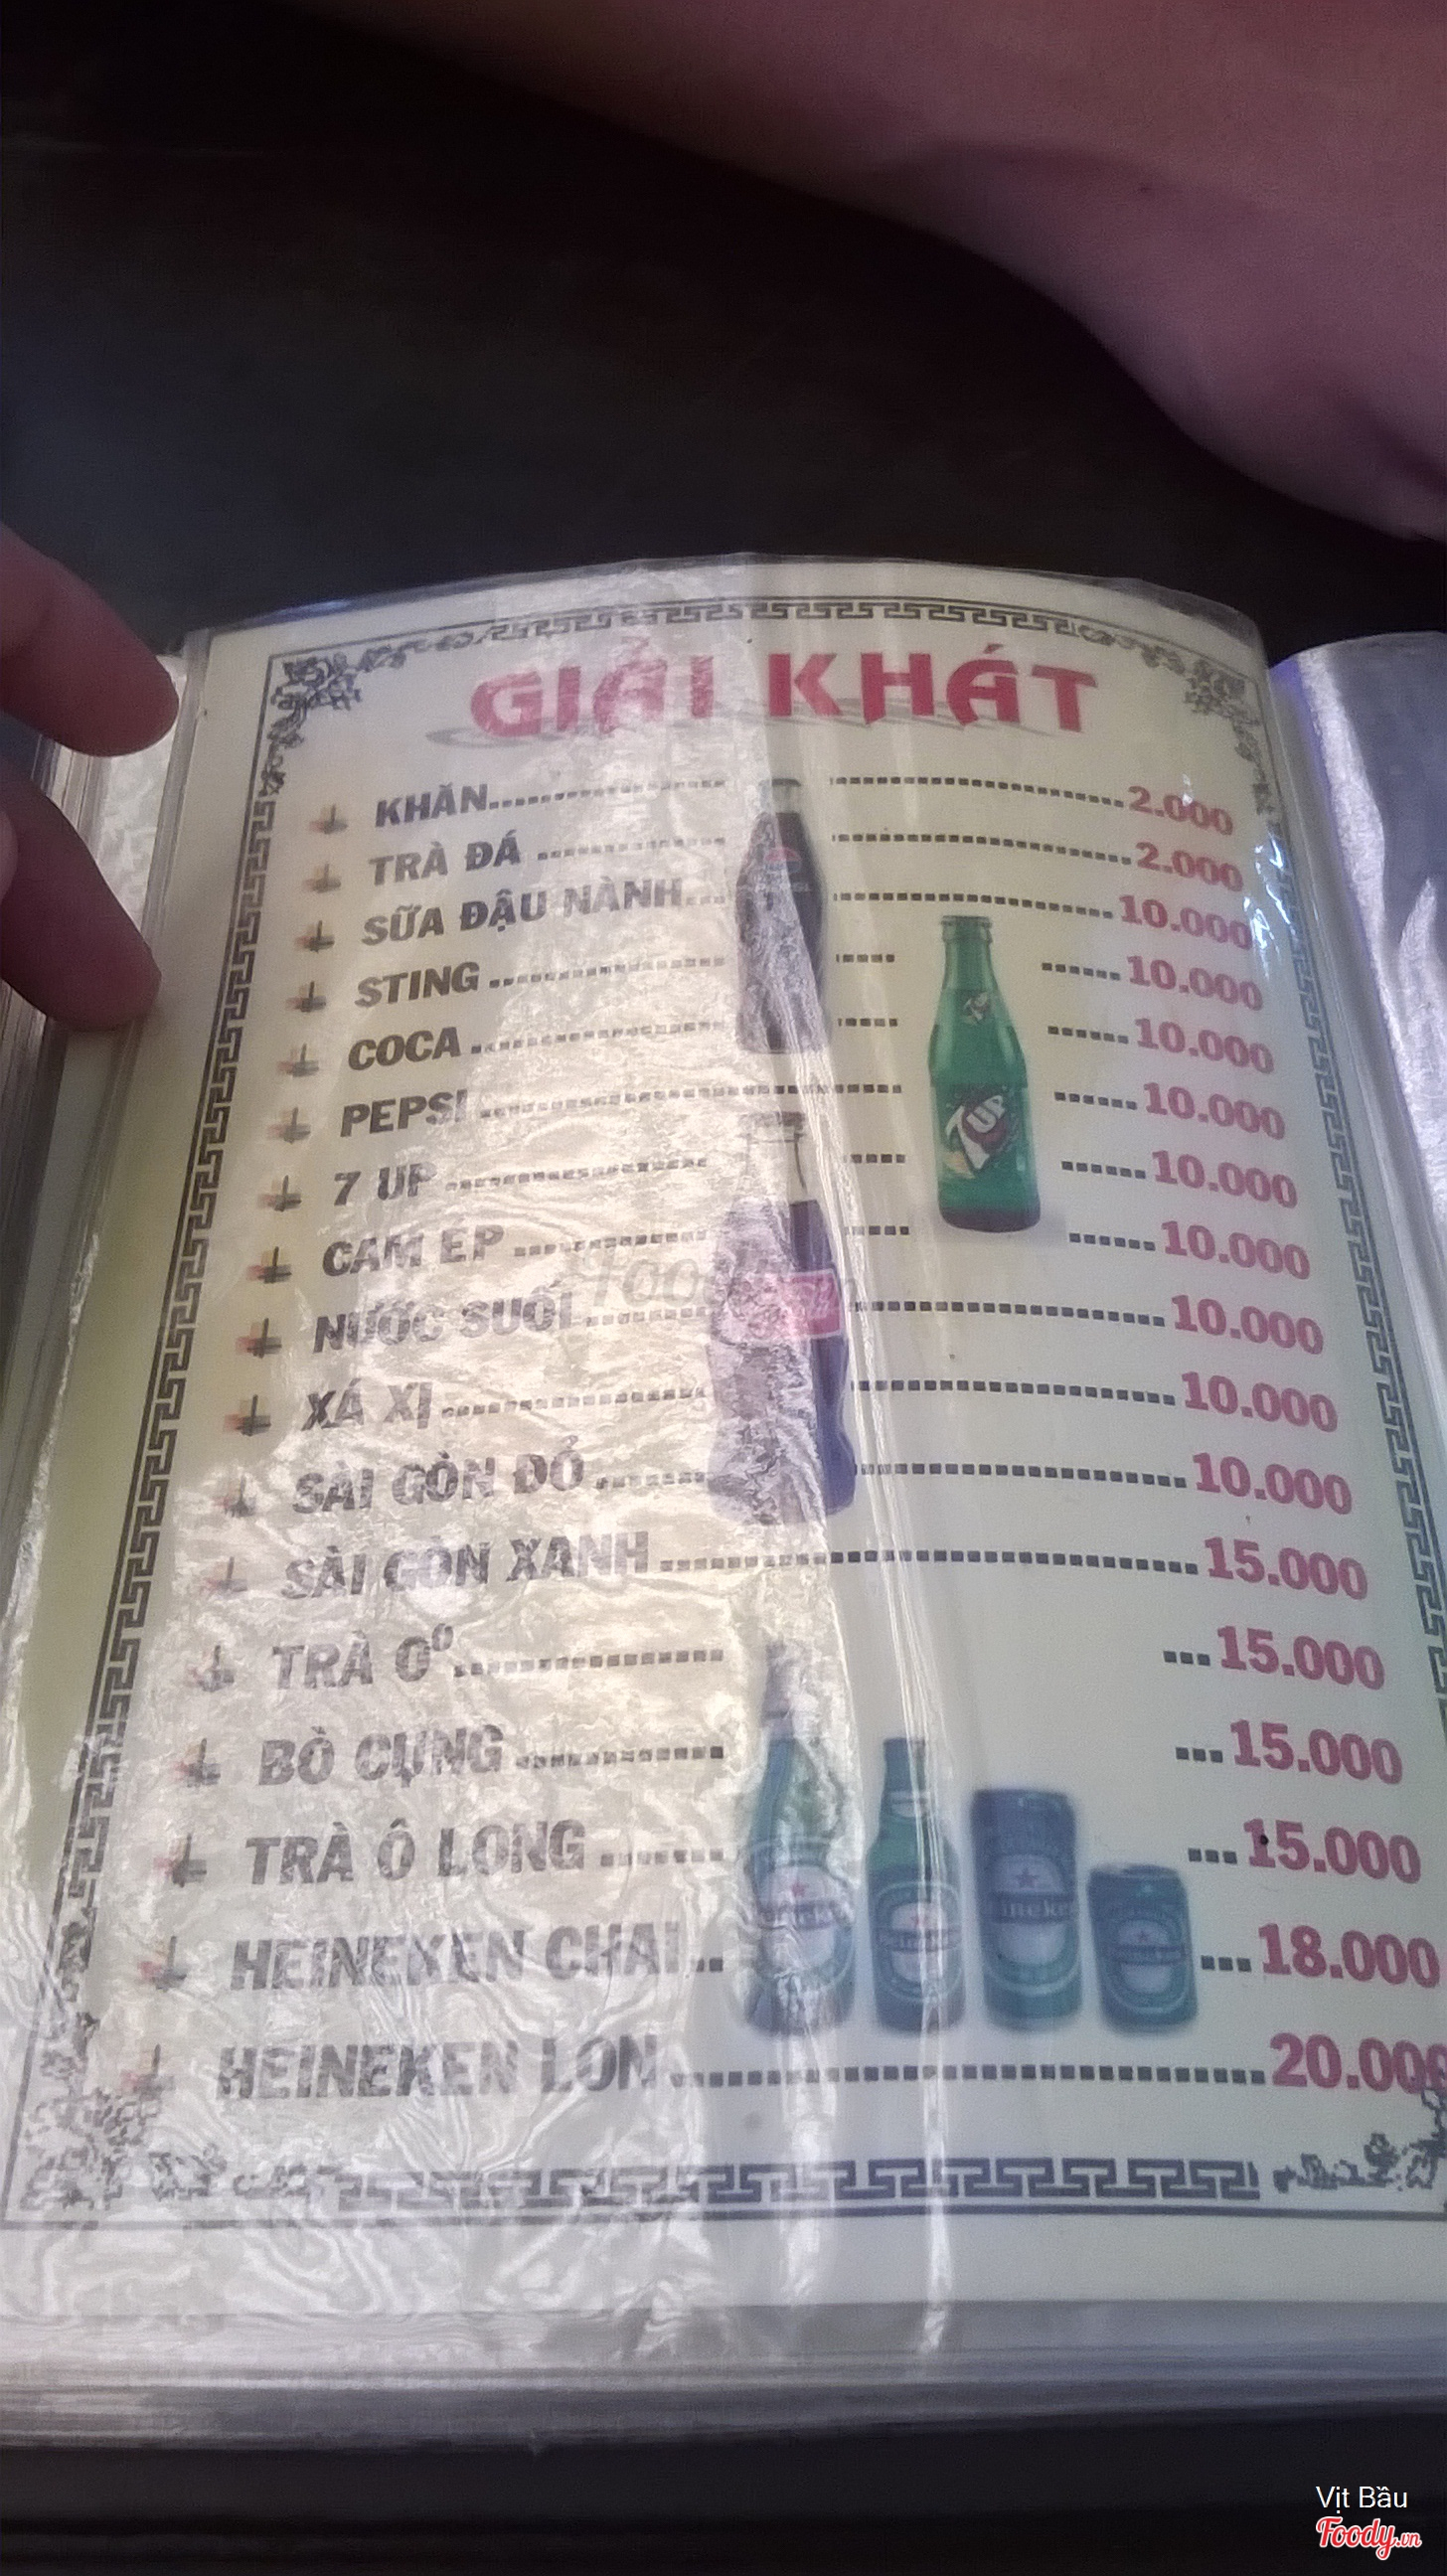 GIẢI KHÁT
KHĂN 2.000
TRÀ ĐÁ 2.000
SỮA ĐẬU NÀNH 10.000
STING 10.000
COCA 10.000
PEPSI 10.000
7 UP 10.000
CAM ÉP 10.000
NƯỚC SUỐI 10.000
XÁ XỊ 10.000
SÀI GÒN ĐỎ 10.000
SÀI GÒN XANH 15.000
TRÀ 0⁰ 15.000
BÒ CỤNG 15.000
TRÀ Ô LONG 15.000
HEINEKEN CHAI 18.000
HEINEKEN LON 20.000
7UP
Vịt Bầu
Foody.vn